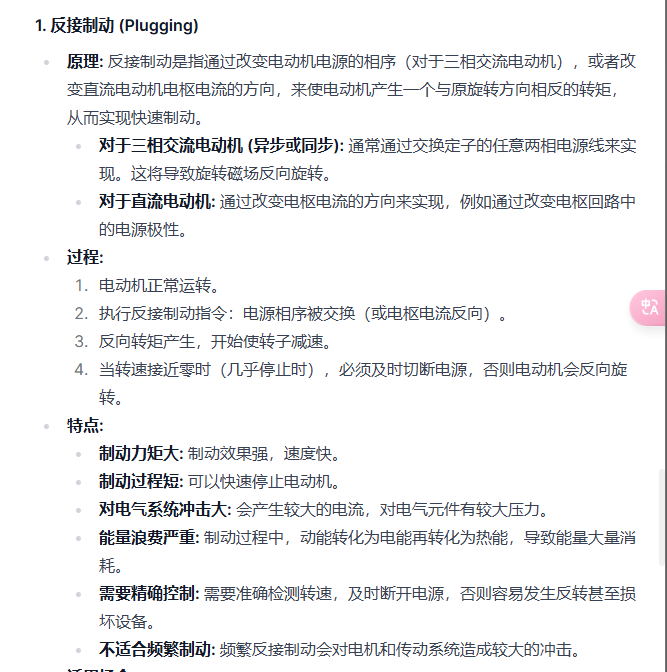 1. 反接制动 (Plugging)
原理: 反接制动是指通过改变电动机电源的相序（对于三相交流电动机），或者改
变直流电动机电枢电流的方向，来使电动机产生一个与原旋转方向相反的转矩，
从而实现快速制动。
对于三相交流电动机 (异步或同步): 通常通过交换定子的任意两相电源线来实
现。这将导致旋转磁场反向旋转。
对于直流电动机: 通过改变电枢电流的方向来实现，例如通过改变电枢回路中
的电源极性。
过程:
1. 电动机正常运转。
2. 执行反接制动指令：电源相序被交换（或电枢电流反向）。
3. 反向转矩产生，开始使转子减速。
4. 当转速接近零时（几乎停止时），必须及时切断电源，否则电动机会反向旋
转。
特点:
制动力矩大: 制动效果强，速度快。
制动过程短: 可以快速停止电动机。
对电气系统冲击大: 会产生较大的电流，对电气元件有较大压力。
能量浪费严重: 制动过程中，动能转化为电能再转化为热能，导致能量大量消
耗。
需要精确控制: 需要准确检测转速，及时断开电源，否则容易发生反转甚至损
坏设备。
不适合频繁制动: 频繁反接制动会对电机和传动系统造成较大的冲击。